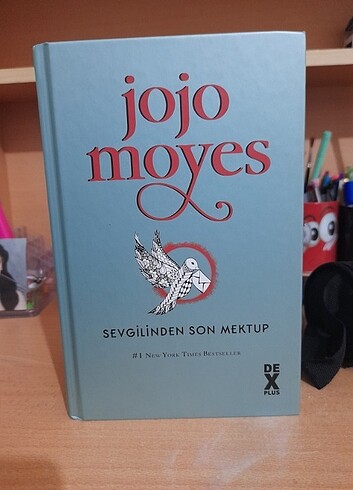 jojo
moyes
SEVGİLİNDEN SON MEKTUP
#1 New York Times Bestseller
DE
X
PLUS